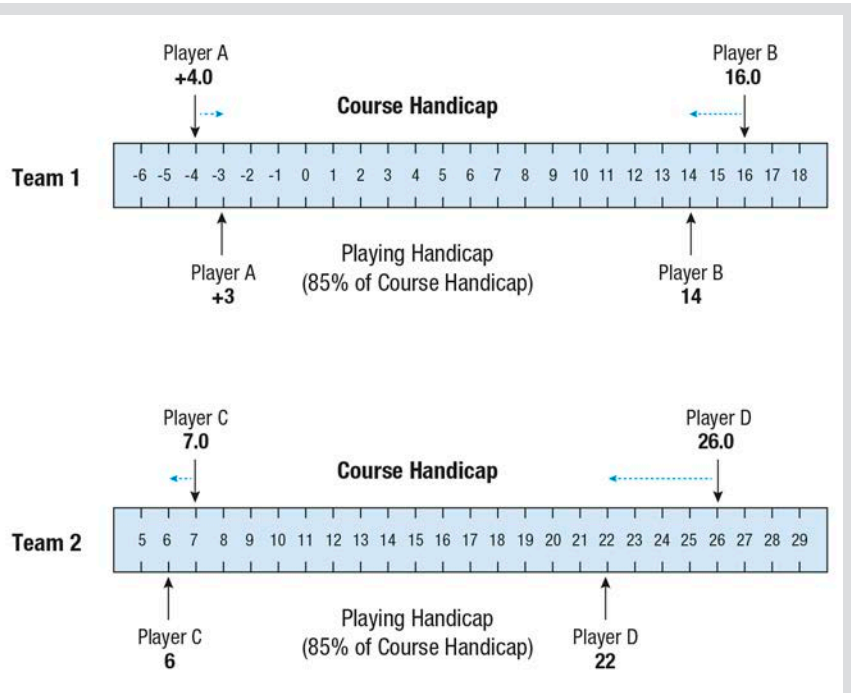 Player A
+4.0
Player B
16.0
Course Handicap
Team 1
-6 -5 -4 -3 -2 -1 0 1 2 3 4 5 6 7 8 9 10 11 12 13 14 15 16 17 18
Player A
+3
Playing Handicap
(85% of Course Handicap)
Player B
14
Player C
7.0
Player D
26.0
Course Handicap
Team 2
5 6 7 8 9 10 11 12 13 14 15 16 17 18 19 20 21 22 23 24 25 26 27 28 29
Player C
6
Playing Handicap
(85% of Course Handicap)
Player D
22